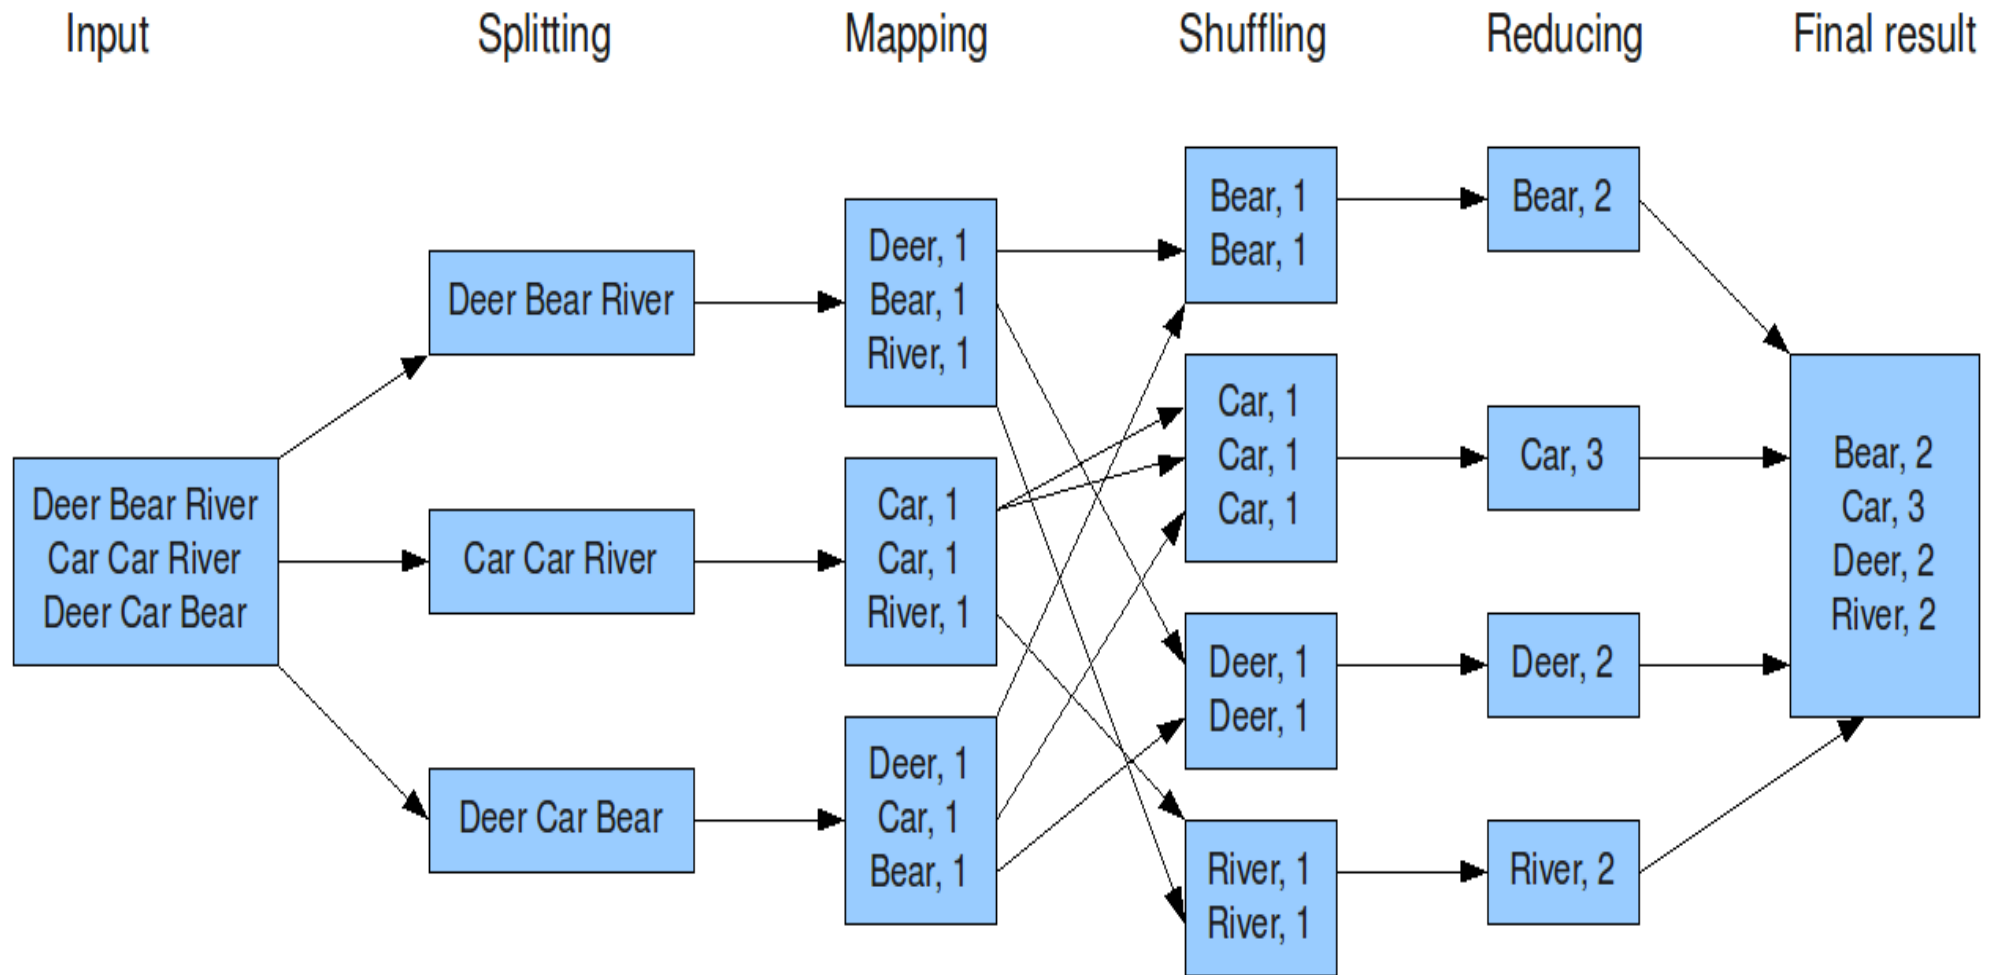 Input
Splitting
Mapping
Shuffling
Reducing
Final result
Deer Bear River
Car Car River
Deer Car Bear
Deer Bear River
Car Car River
Deer Car Bear
Deer, 1
Bear, 1
River, 1
Car, 1
Car, 1
River, 1
Deer, 1
Car, 1
Bear, 1
Bear, 1
Bear, 1
Car, 1
Car, 1
Car, 1
Deer, 1
Deer, 1
River, 1
River, 1
Bear, 2
Car, 3
Deer, 2
River, 2
Bear, 2
Car, 3
Deer, 2
River, 2